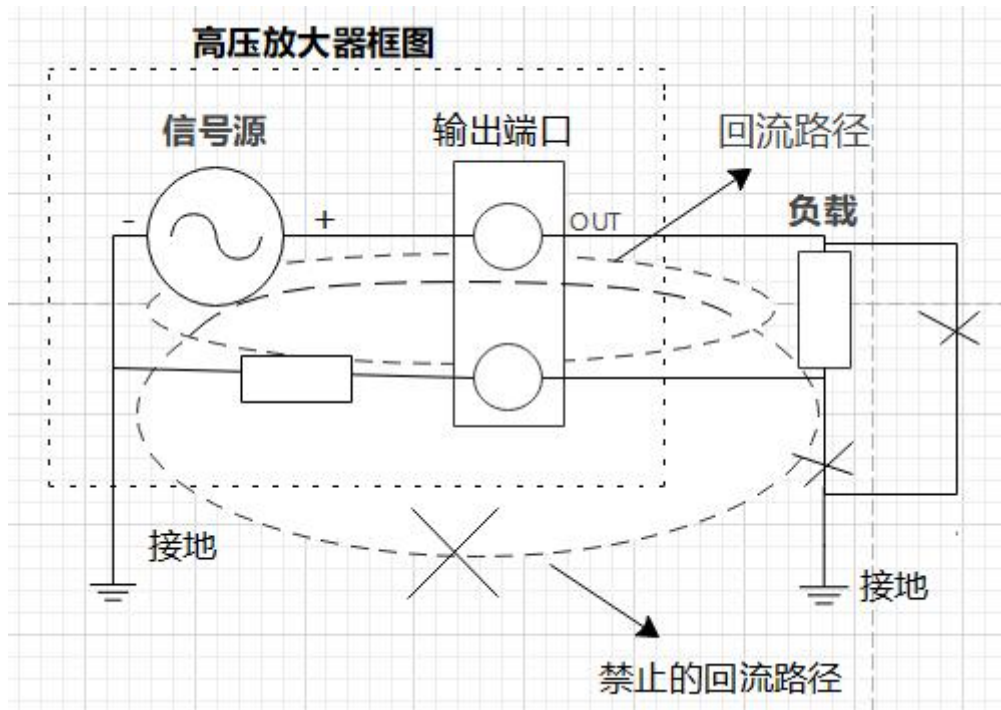 高压放大器框图
信号源
输出端口
回流路径
-
+
OUT
负载
接地
接地
禁止的回流路径